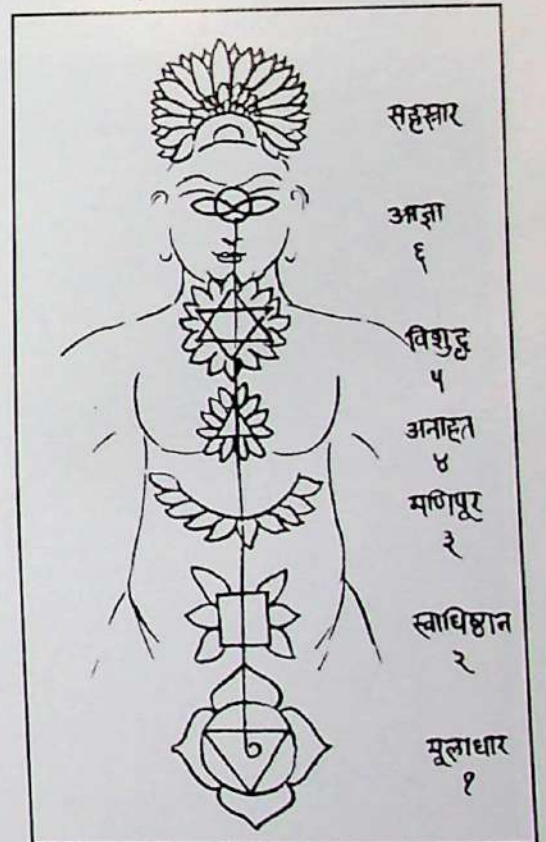 सहस्रार
आज्ञा
६
विशुद्ध
५
अनाहत
४
मणिपूर
३
स्वाधिष्ठान
२
मूलाधार
१